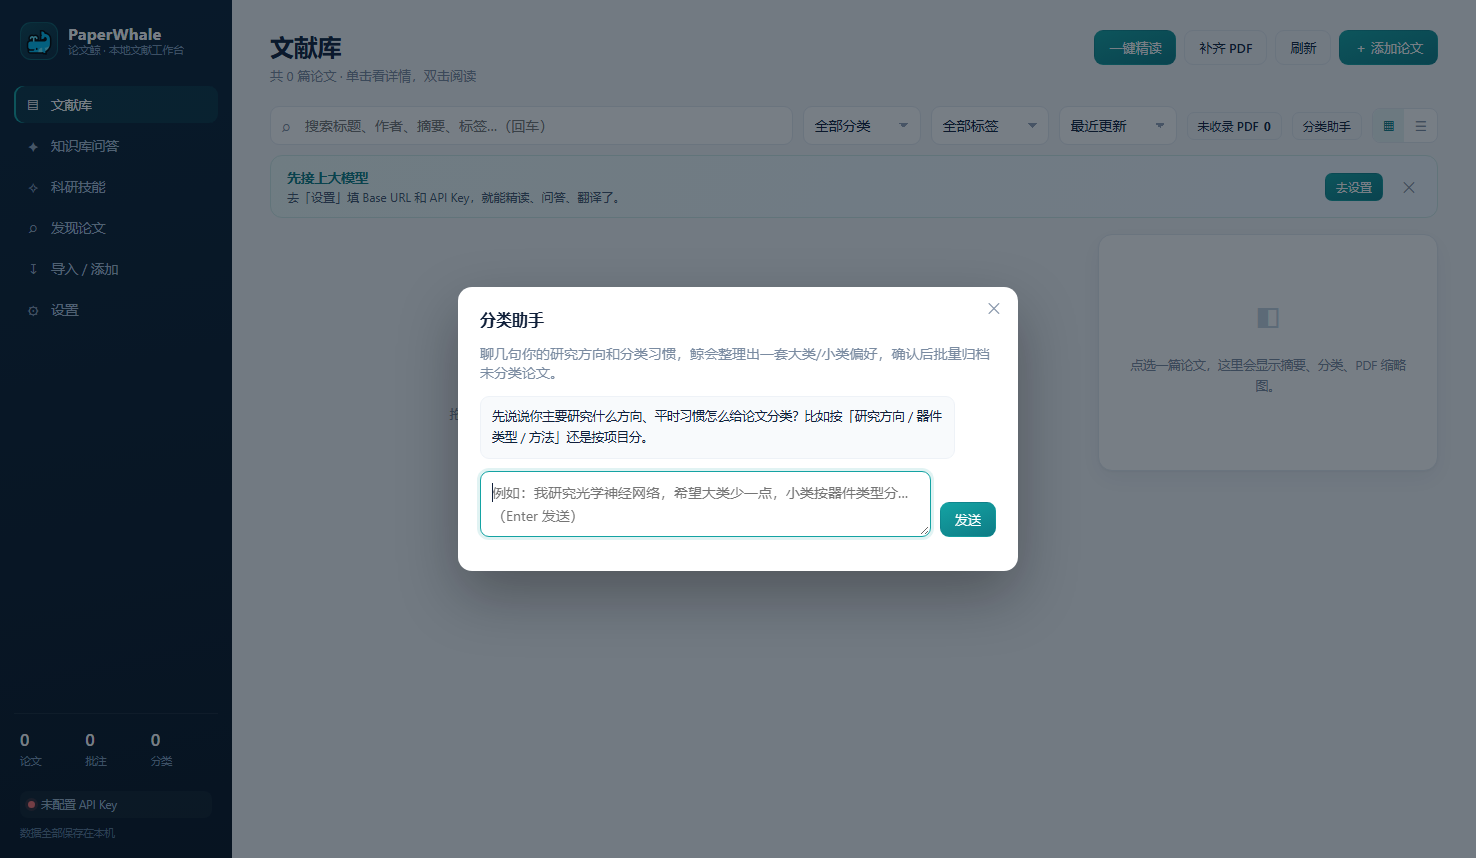 PaperWhale
论文鲸 · 本地文献工作台
文献库
知识库问答
科研技能
发现论文
导入 / 添加
设置
0
论文
0
批注
0
分类
未配置 API Key
数据全部保存在本机
文献库
共 0 篇论文 · 单击看详情，双击阅读
一键精读
补齐 PDF
刷新
+ 添加论文
搜索标题、作者、摘要、标签...（回车）
全部分类
全部标签
最近更新
未收录 PDF 0
分类助手
先接上大模型
去「设置」填 Base URL 和 API Key，就能精读、问答、翻译了。
去设置
点选一篇论文，这里会显示摘要、分类、PDF 缩略
图。
分类助手
聊几句你的研究方向和分类习惯，鲸会整理出一套大类/小类偏好，确认后批量归档
未分类论文。
先说说你主要研究什么方向、平时习惯怎么给论文分类？比如按「研究方向 / 器件
类型 / 方法」还是按项目分。
例如：我研究光学神经网络，希望大类少一点，小类按器件类型分...
（Enter 发送）
发送